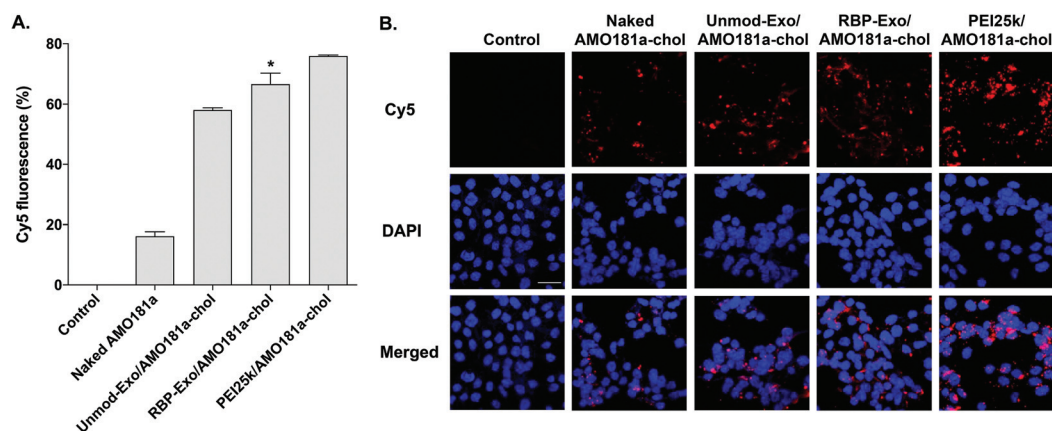 A.
Cy5 fluorescence (%)
80
60
40
20
0
*
Control
Naked AMO181a
Unmod-Exo/AMO181a-chol
RBP-Exo/AMO181a-chol
PEI25k/AMO181a-chol
B.
Control
Naked
AMO181a-chol
Unmod-Exo/
AMO181a-chol
RBP-Exo/
AMO181a-chol
PEI25k/
AMO181a-chol
Cy5
DAPI
Merged